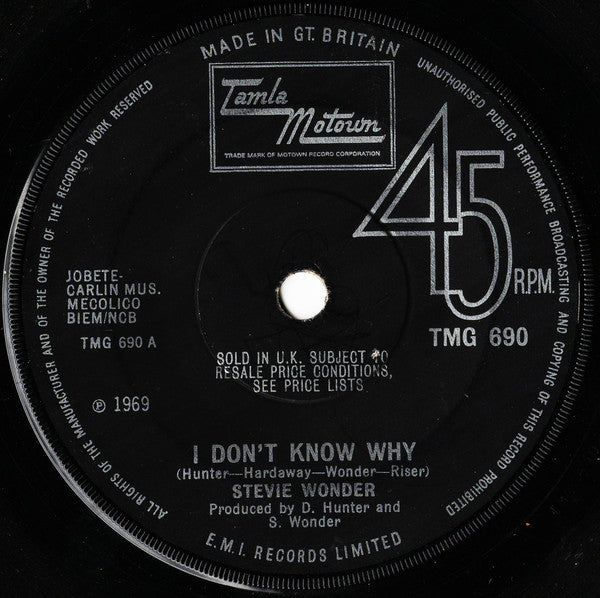 MADE IN GT. BRITAIN
UNAUTHORISED PUBLIC PERFORMANCE BROADCASTING AND COPYING OF THIS RECORD PROHIBITED
ALL RIGHTS OF THE MANUFACTURER AND OF THE OWNER OF THE RECORDED WORK RESERVED
Tamla
Motown
TRADE MARK OF MOTOWN RECORD CORPORATION
45 R.P.M.
TMG 690
JOBETE-
CARLIN MUS.
MECOLICO
BIEM/NCB
TMG 690 A
℗ 1969
SOLD IN U.K. SUBJECT TO
RESALE PRICE CONDITIONS,
SEE PRICE LISTS
I DON'T KNOW WHY
(Hunter—Hardaway—Wonder—Riser)
STEVIE WONDER
Produced by D. Hunter and
S. Wonder
E.M.I. RECORDS LIMITED